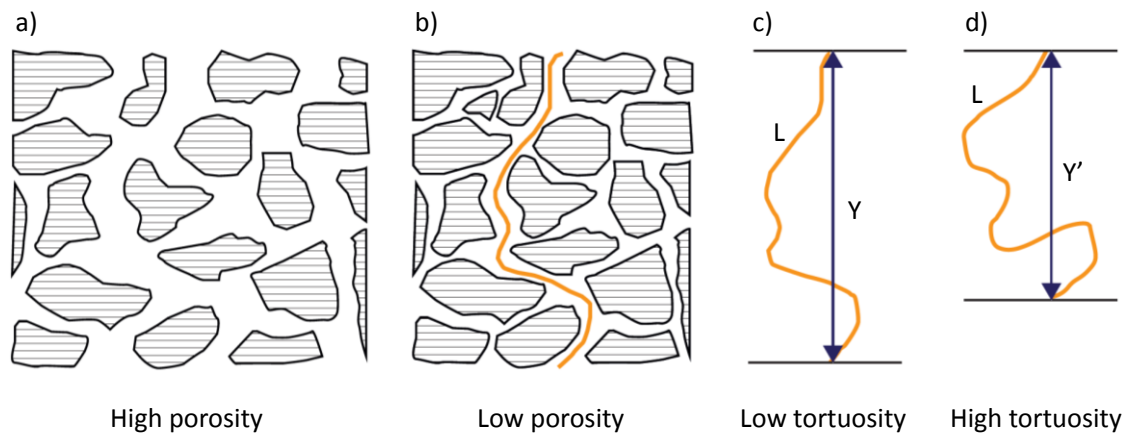 a)
b)
c)
d)
L
Y
L
Y’
High porosity
Low porosity
Low tortuosity
High tortuosity